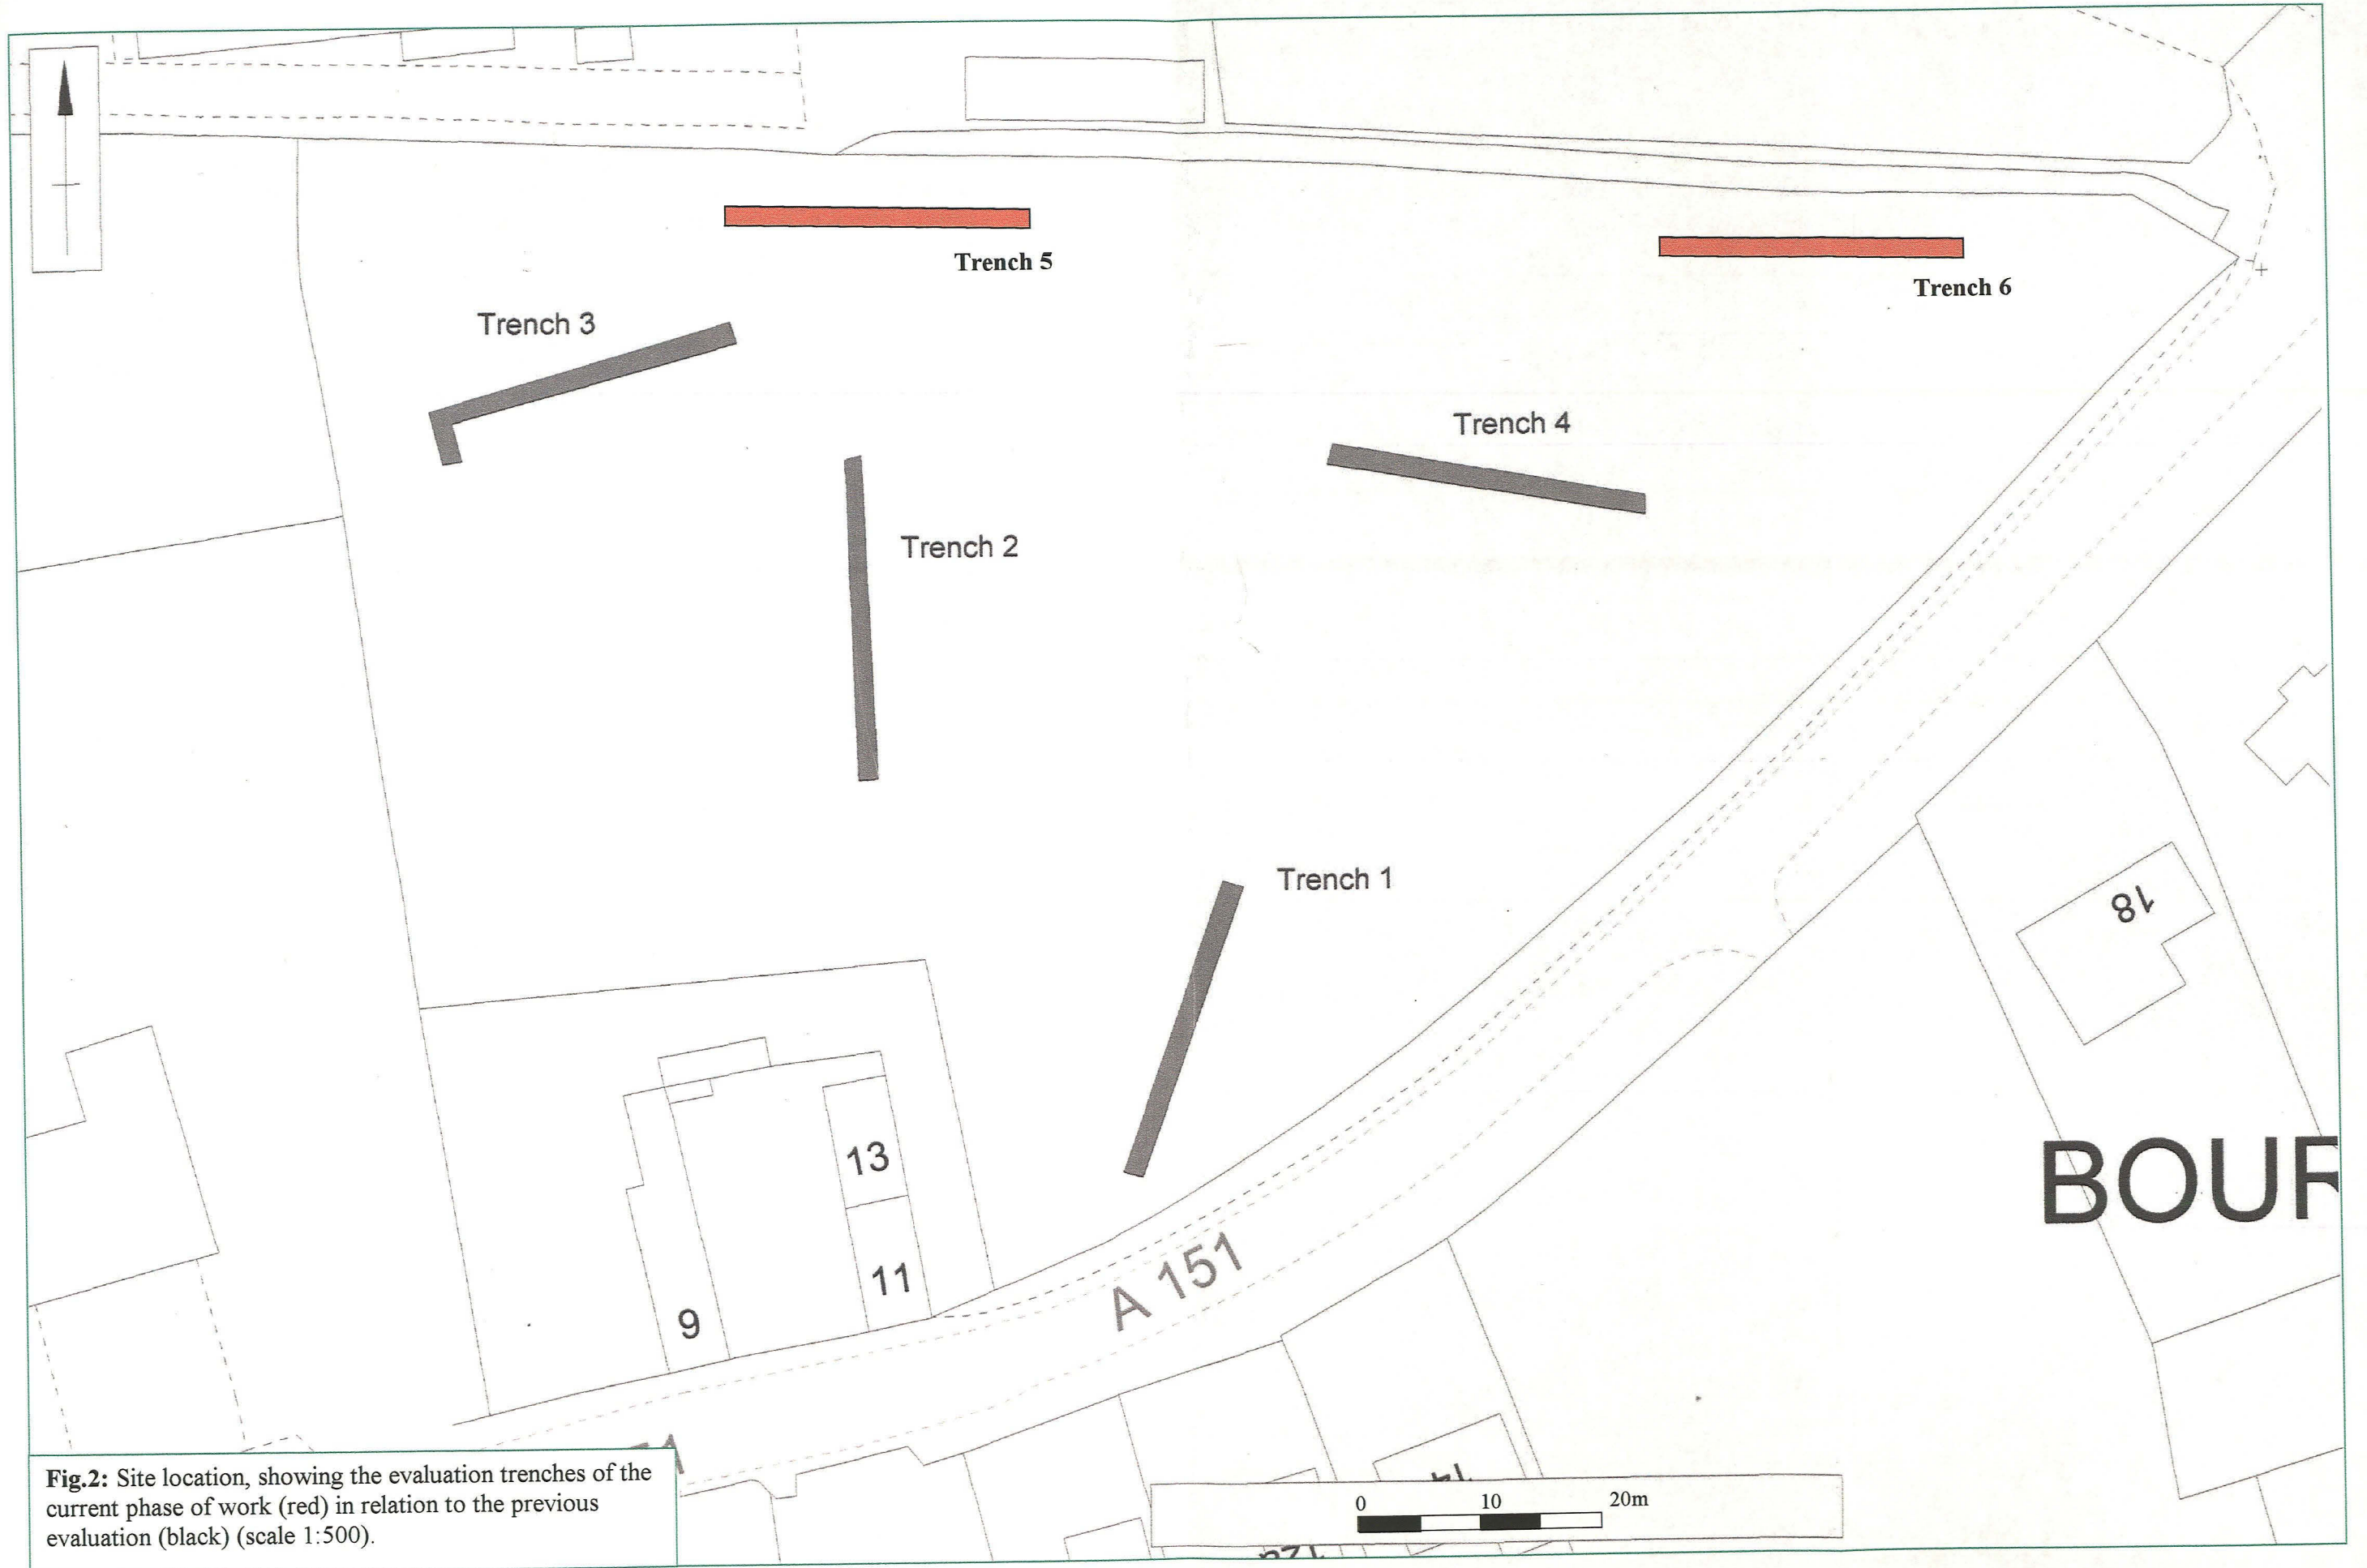 Trench 5
Trench 6
Trench 3
Trench 4
Trench 2
Trench 1
18
13
11
9
A 151
BOUR
14
Fig.2: Site location, showing the evaluation trenches of the
current phase of work (red) in relation to the previous
evaluation (black) (scale 1:500).
0 10 20m